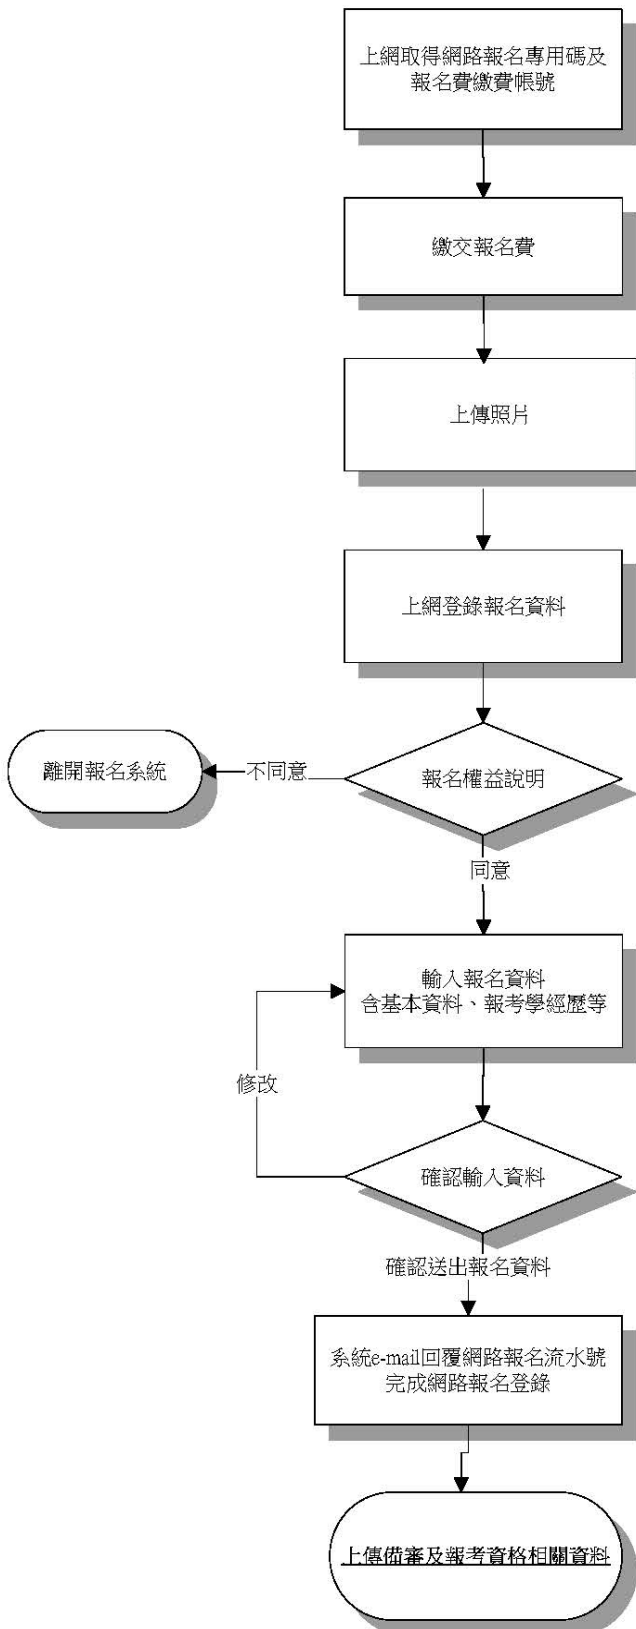 上網取得網路報名專用碼及
報名費繳費帳號
繳交報名費
上傳照片
上網登錄報名資料
離開報名系統
不同意
報名權益說明
同意
輸入報名資料
含基本資料、報考學經歷等
修改
確認輸入資料
確認送出報名資料
系統e-mail回覆網路報名流水號
完成網路報名登錄
上傳備審及報考資格相關資料